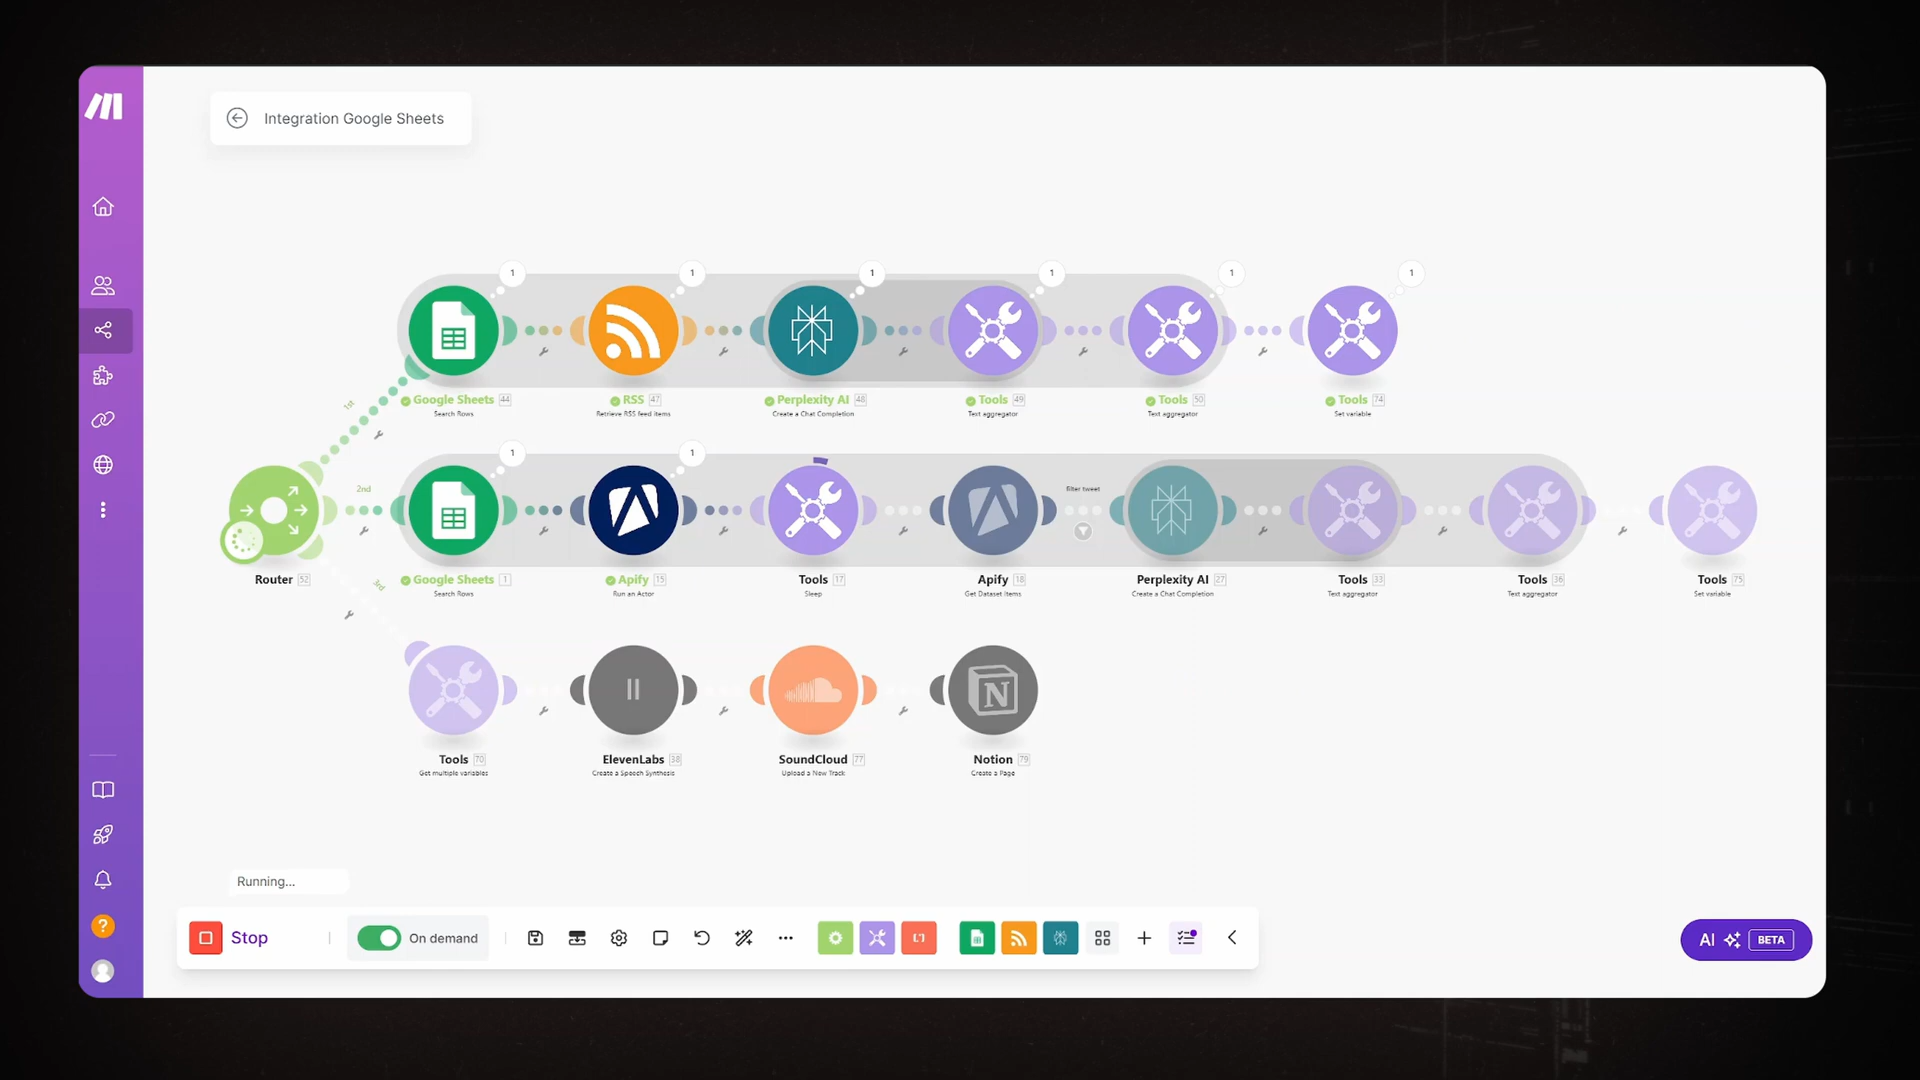 Integration Google Sheets
1 1 1 1 1 1
1st
Google Sheets 44 RSS 47 Perplexity AI 48 Tools 49 Tools 50 Tools 74
Search Rows Retrieve RSS feed items Create a Chat Completion Text aggregator Text aggregator Set variable
1 1
2nd filter tweet
Router 52 Google Sheets 1 Apify 15 Tools 17 Apify 18 Perplexity AI 27 Tools 33 Tools 36 Tools 75
3rd Search Rows Run an Actor Sleep Get Dataset Items Create a Chat Completion Text aggregator Text aggregator Set variable
Tools 70 ElevenLabs 38 SoundCloud 77 Notion 79
Get multiple variables Create a Speech Synthesis Upload a New Track Create a Page
Running...
Stop On demand AI BETA